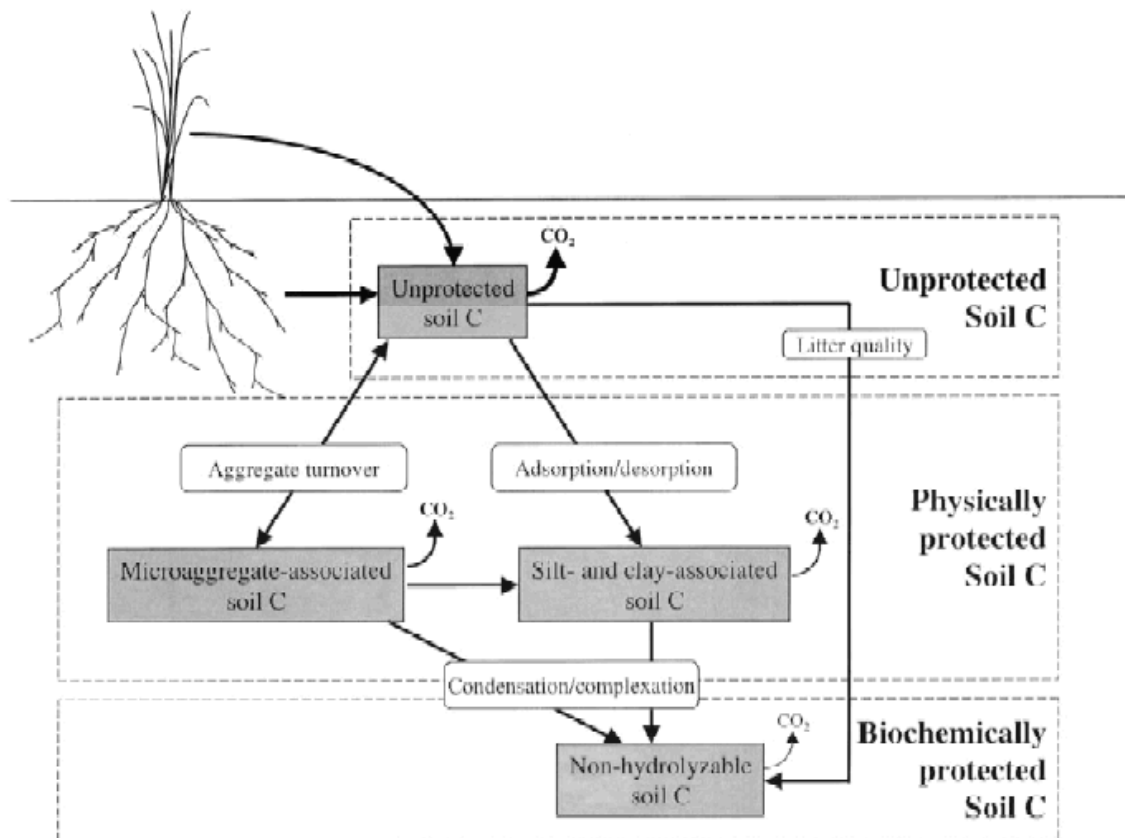 CO₂
Unprotected
soil C
Unprotected
Soil C
Litter quality
Aggregate turnover
Adsorption/desorption
CO₂
CO₂
Physically
protected
Soil C
Microaggregate-associated
soil C
Silt- and clay-associated
soil C
Condensation/complexation
CO₂
Biochemically
protected
Soil C
Non-hydrolyzable
soil C